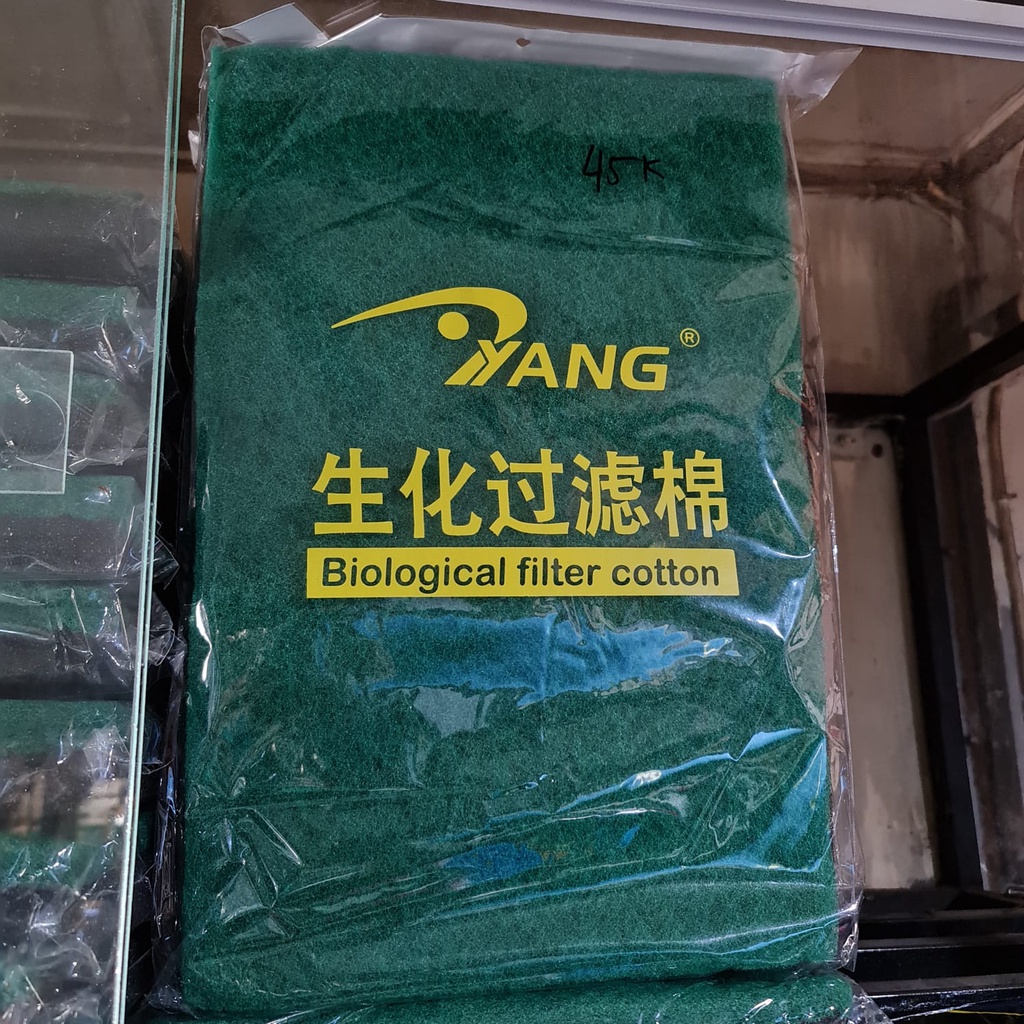 45K
YANG®
生化过滤棉
Biological filter cotton